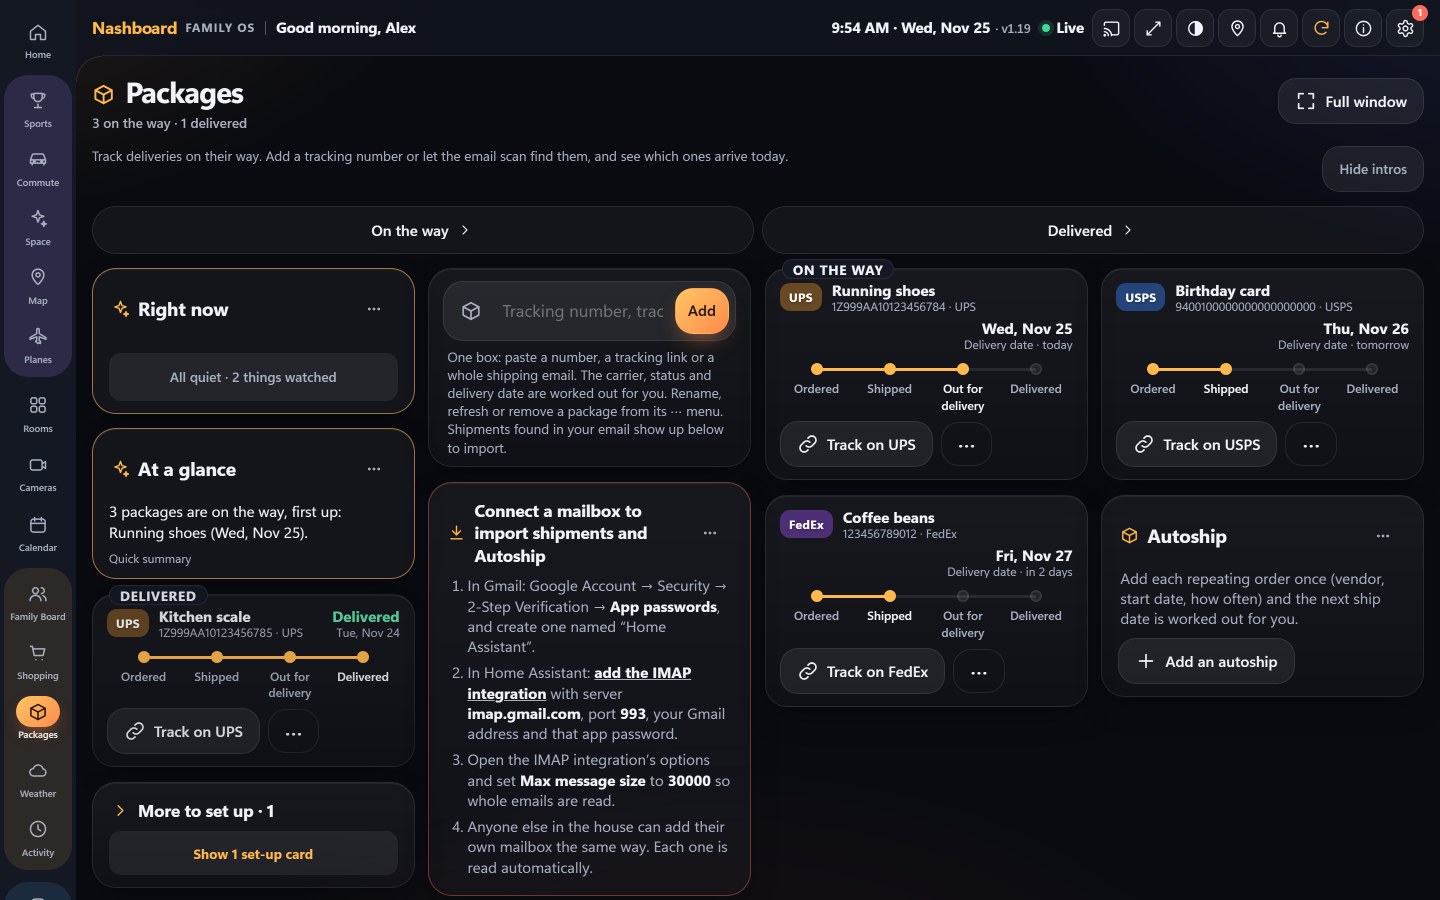 Nashboard FAMILY OS Good morning, Alex
9:54 AM · Wed, Nov 25 · v1.19 Live
1
Home
Sports
Commute
Space
Map
Planes
Rooms
Cameras
Calendar
Family Board
Shopping
Packages
Weather
Activity
Packages
3 on the way · 1 delivered
Full window
Track deliveries on their way. Add a tracking number or let the email scan find them, and see which ones arrive today.
Hide intros
On the way
Delivered
Right now
All quiet · 2 things watched
At a glance
3 packages are on the way, first up:
Running shoes (Wed, Nov 25).
Quick summary
DELIVERED
UPS
Kitchen scale
1Z999AA10123456785 · UPS
Delivered
Tue, Nov 24
Ordered
Shipped
Out for
delivery
Delivered
Track on UPS
More to set up · 1
Show 1 set-up card
Tracking number, trac
Add
One box: paste a number, a tracking link or a
whole shipping email. The carrier, status and
delivery date are worked out for you. Rename,
refresh or remove a package from its ··· menu.
Shipments found in your email show up below
to import.
Connect a mailbox to
import shipments and
Autoship
1. In Gmail: Google Account → Security →
2-Step Verification → App passwords,
and create one named “Home
Assistant”.
2. In Home Assistant: add the IMAP
integration with server
imap.gmail.com, port 993, your Gmail
address and that app password.
3. Open the IMAP integration’s options
and set Max message size to 30000 so
whole emails are read.
4. Anyone else in the house can add their
own mailbox the same way. Each one is
read automatically.
ON THE WAY
UPS
Running shoes
1Z999AA10123456784 · UPS
Wed, Nov 25
Delivery date · today
Ordered
Shipped
Out for
delivery
Delivered
Track on UPS
USPS
Birthday card
9400100000000000000000 · USPS
Thu, Nov 26
Delivery date · tomorrow
Ordered
Shipped
Out for
delivery
Delivered
Track on USPS
FedEx
Coffee beans
123456789012 · FedEx
Fri, Nov 27
Delivery date · in 2 days
Ordered
Shipped
Out for
delivery
Delivered
Track on FedEx
Autoship
Add each repeating order once (vendor,
start date, how often) and the next ship
date is worked out for you.
Add an autoship